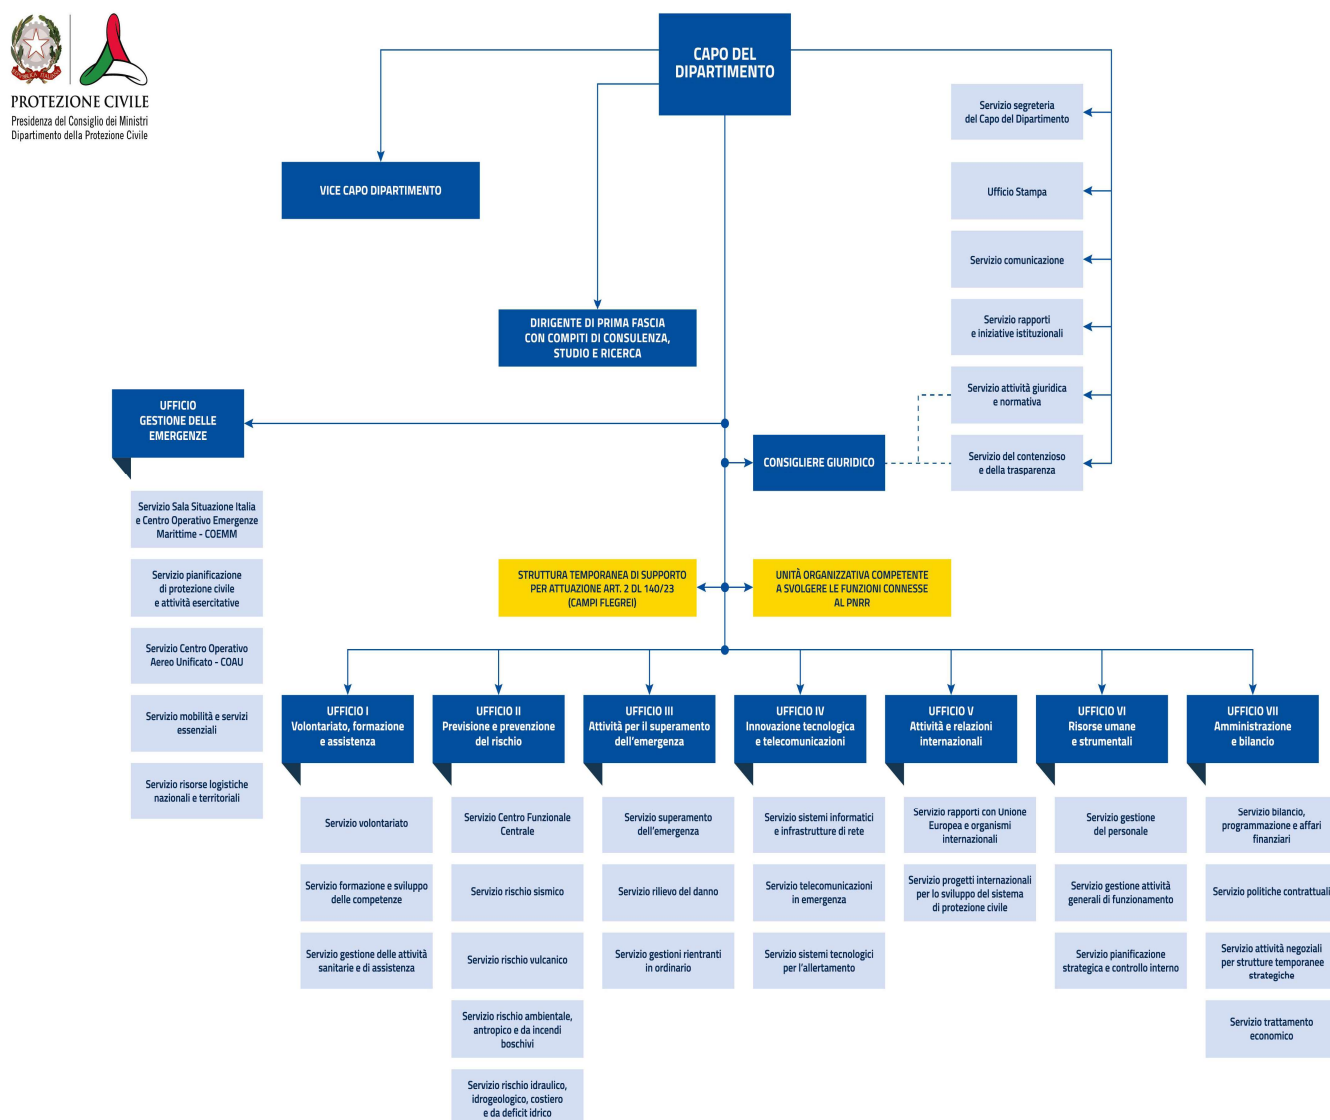 PROTEZIONE CIVILE
Presidenza del Consiglio dei Ministri
Dipartimento della Protezione Civile
CAPO DEL
DIPARTIMENTO
Servizio segreteria
del Capo del Dipartimento
Ufficio Stampa
Servizio comunicazione
Servizio rapporti
e iniziative istituzionali
Servizio attività giuridica
e normativa
Servizio del contenzioso
e della trasparenza
VICE CAPO DIPARTIMENTO
DIRIGENTE DI PRIMA FASCIA
CON COMPITI DI CONSULENZA,
STUDIO E RICERCA
UFFICIO
GESTIONE DELLE
EMERGENZE
CONSIGLIERE GIURIDICO
Servizio Sala Situazione Italia
e Centro Operativo Emergenze
Marittime - COEMM
Servizio pianificazione
di protezione civile
e attività esercitative
Servizio Centro Operativo
Aereo Unificato - COAU
Servizio mobilità e servizi
essenziali
Servizio risorse logistiche
nazionali e territoriali
STRUTTURA TEMPORANEA DI SUPPORTO
PER ATTUAZIONE ART. 2 DL 140/23
(CAMPI FLEGREI)
UNITÀ ORGANIZZATIVA COMPETENTE
A SVOLGERE LE FUNZIONI CONNESSE
AL PNRR
UFFICIO I
Volontariato, formazione
e assistenza
Servizio volontariato
Servizio formazione e sviluppo
delle competenze
Servizio gestione delle attività
sanitarie e di assistenza
UFFICIO II
Previsione e prevenzione
del rischio
Servizio Centro Funzionale
Centrale
Servizio rischio sismico
Servizio rischio vulcanico
Servizio rischio ambientale,
antropico e da incendi
boschivi
Servizio rischio idraulico,
idrogeologico, costiero
e da deficit idrico
UFFICIO III
Attività per il superamento
dell'emergenza
Servizio superamento
dell'emergenza
Servizio rilievo del danno
Servizio gestioni rientranti
in ordinario
UFFICIO IV
Innovazione tecnologica
e telecomunicazioni
Servizio sistemi informatici
e infrastrutture di rete
Servizio telecomunicazioni
in emergenza
Servizio sistemi tecnologici
per l'allertamento
UFFICIO V
Attività e relazioni
internazionali
Servizio rapporti con Unione
Europea e organismi
internazionali
Servizio progetti internazionali
per lo sviluppo del sistema
di protezione civile
UFFICIO VI
Risorse umane
e strumentali
Servizio gestione
del personale
Servizio gestione attività
generali di funzionamento
Servizio pianificazione
strategica e controllo interno
UFFICIO VII
Amministrazione
e bilancio
Servizio bilancio,
programmazione e affari
finanziari
Servizio politiche contrattuali
Servizio attività negoziali
per strutture temporanee
strategiche
Servizio trattamento
economico